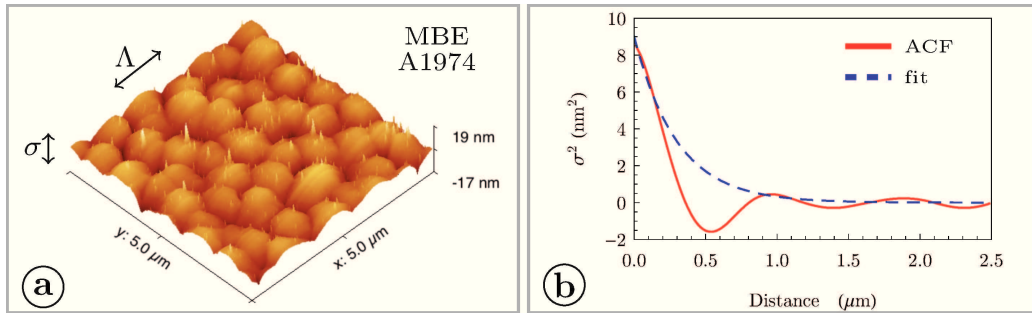 MBE
A1974
Λ
σ
19 nm
-17 nm
y: 5.0 μm
x: 5.0 μm
a
10
8
6
4
2
0
−2
σ² (nm²)
ACF
fit
0.0 0.5 1.0 1.5 2.0 2.5
Distance (μm)
b